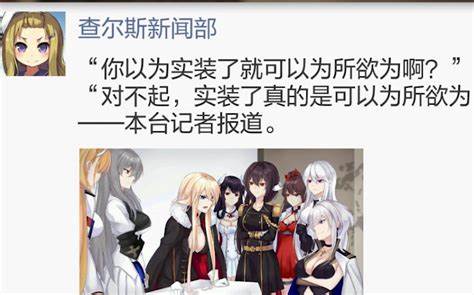 查尔斯新闻部
“你以为实装了就可以为所欲为啊？”
“对不起，实装了真的是可以为所欲为
——本台记者报道。